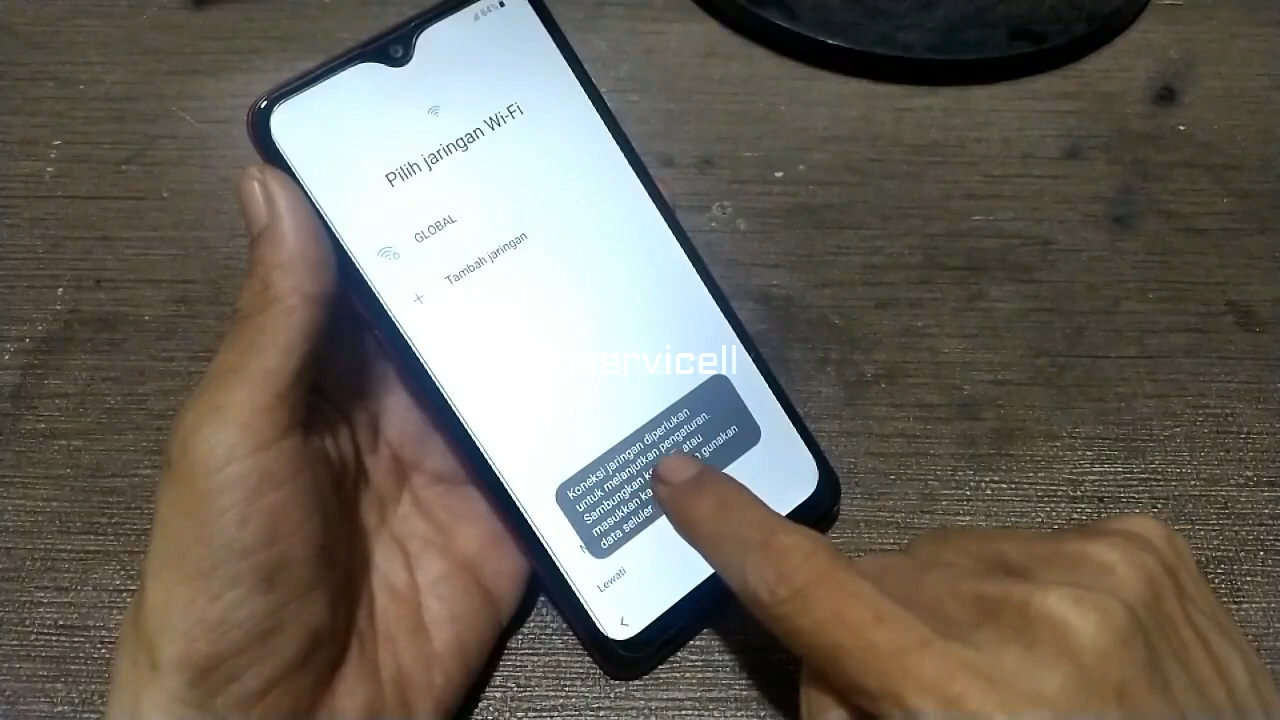 64%
Pilih jaringan Wi-Fi
GLOBAL
Tambah jaringan
servicell
Koneksi jaringan diperlukan
untuk melanjutkan pengaturan.
Sambungkan atau
masukkan gunakan
data seluler.
Lewati